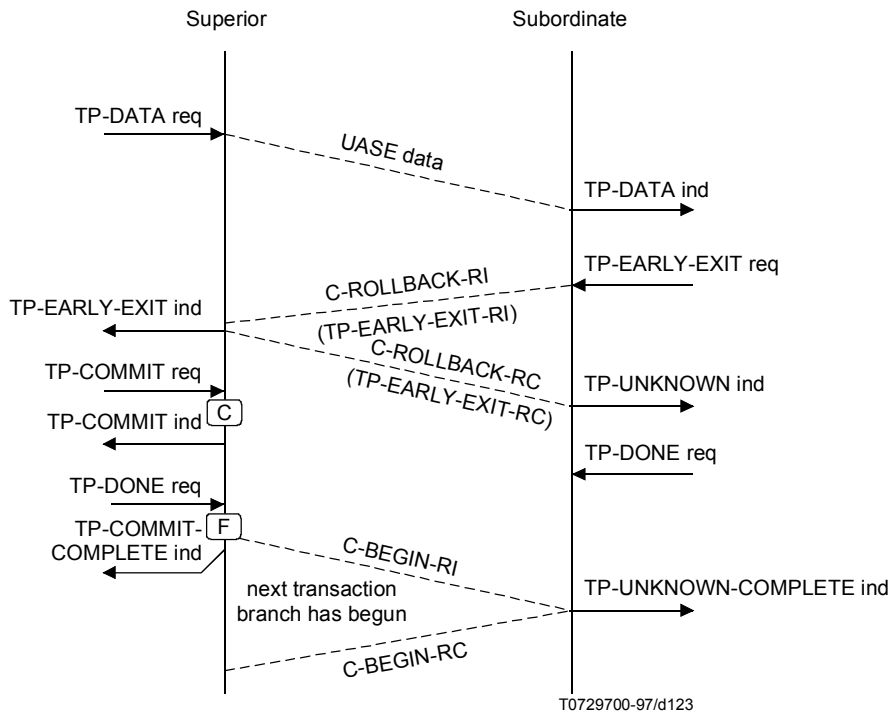 Superior
Subordinate
TP-DATA req
UASE data
TP-DATA ind
TP-EARLY-EXIT req
C-ROLLBACK-RI
TP-EARLY-EXIT ind
(TP-EARLY-EXIT-RI)
C-ROLLBACK-RC
TP-COMMIT req
(TP-EARLY-EXIT-RC)
TP-UNKNOWN ind
C
TP-COMMIT ind
TP-DONE req
TP-DONE req
F
TP-COMMIT-
COMPLETE ind
C-BEGIN-RI
next transaction
branch has begun
TP-UNKNOWN-COMPLETE ind
C-BEGIN-RC
T0729700-97/d123